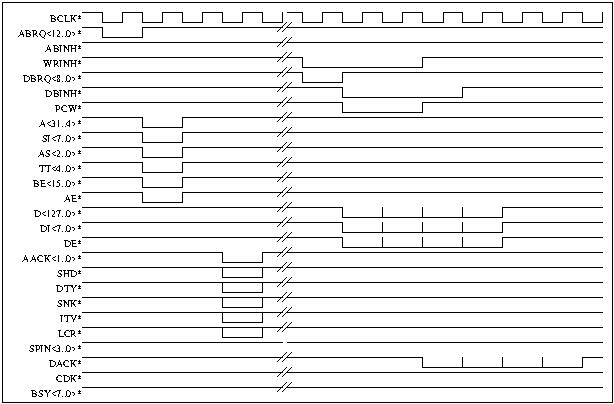 BCLK*
ABRQ<12..0>*
ABINH*
WRINH*
DBRQ<8..0>*
DBINH*
PCW*
A<31..4>*
SI<7..0>*
AS<2..0>*
TT<4..0>*
BE<15..0>*
AE*
D<127..0>*
DI<7..0>*
DE*
AACK<1..0>*
SHD*
DTY*
SNK*
ITV*
LCR*
SPIN<3..0>*
DACK*
CDK*
BSY<7..0>*